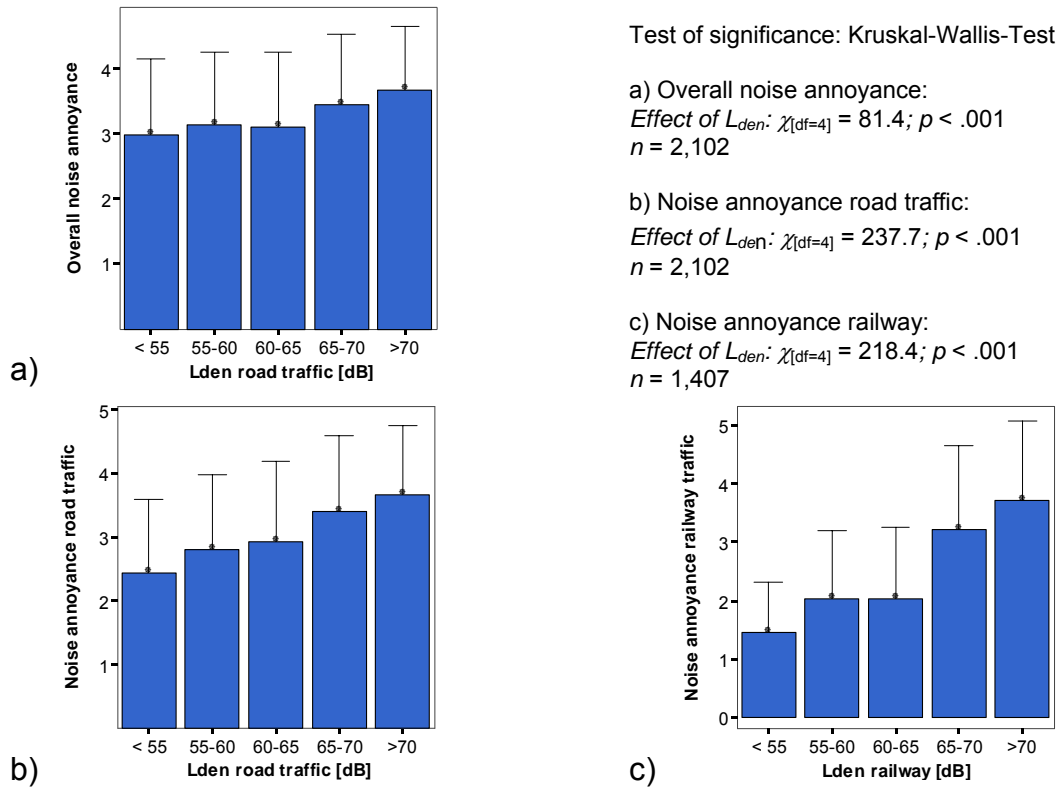 Overall noise annoyance
4
3
2
1
< 55 55-60 60-65 65-70 >70
Lden road traffic [dB]
a)
Test of significance: Kruskal-Wallis-Test
a) Overall noise annoyance:
Effect of Lden: χ[df=4] = 81.4; p < .001
n = 2,102
b) Noise annoyance road traffic:
Effect of Lden: χ[df=4] = 237.7; p < .001
n = 2,102
c) Noise annoyance railway:
Effect of Lden: χ[df=4] = 218.4; p < .001
n = 1,407
Noise annoyance road traffic
5
4
3
2
1
< 55 55-60 60-65 65-70 >70
Lden road traffic [dB]
b)
Noise annoyance railway traffic
5
4
3
2
1
0
< 55 55-60 60-65 65-70 >70
Lden railway [dB]
c)